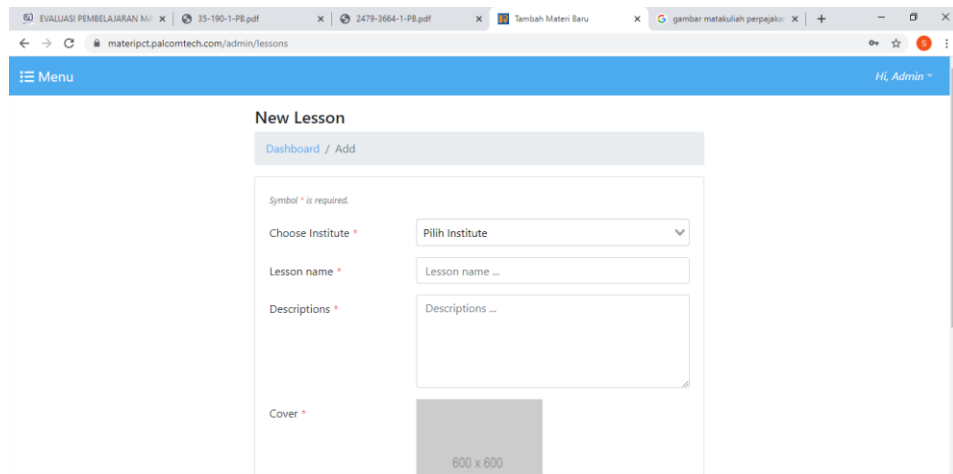 EVALUASI PEMBELAJARAN MA
35-190-1-PB.pdf
2479-3664-1-PB.pdf
Tambah Materi Baru
gambar matakuliah perpajaka
materipct.palcomtech.com/admin/lessons
S
Menu
Hi, Admin
New Lesson
Dashboard / Add
Symbol * is required.
Choose Institute *
Pilih Institute
Lesson name *
Lesson name ...
Descriptions *
Descriptions ...
Cover *
600 x 600